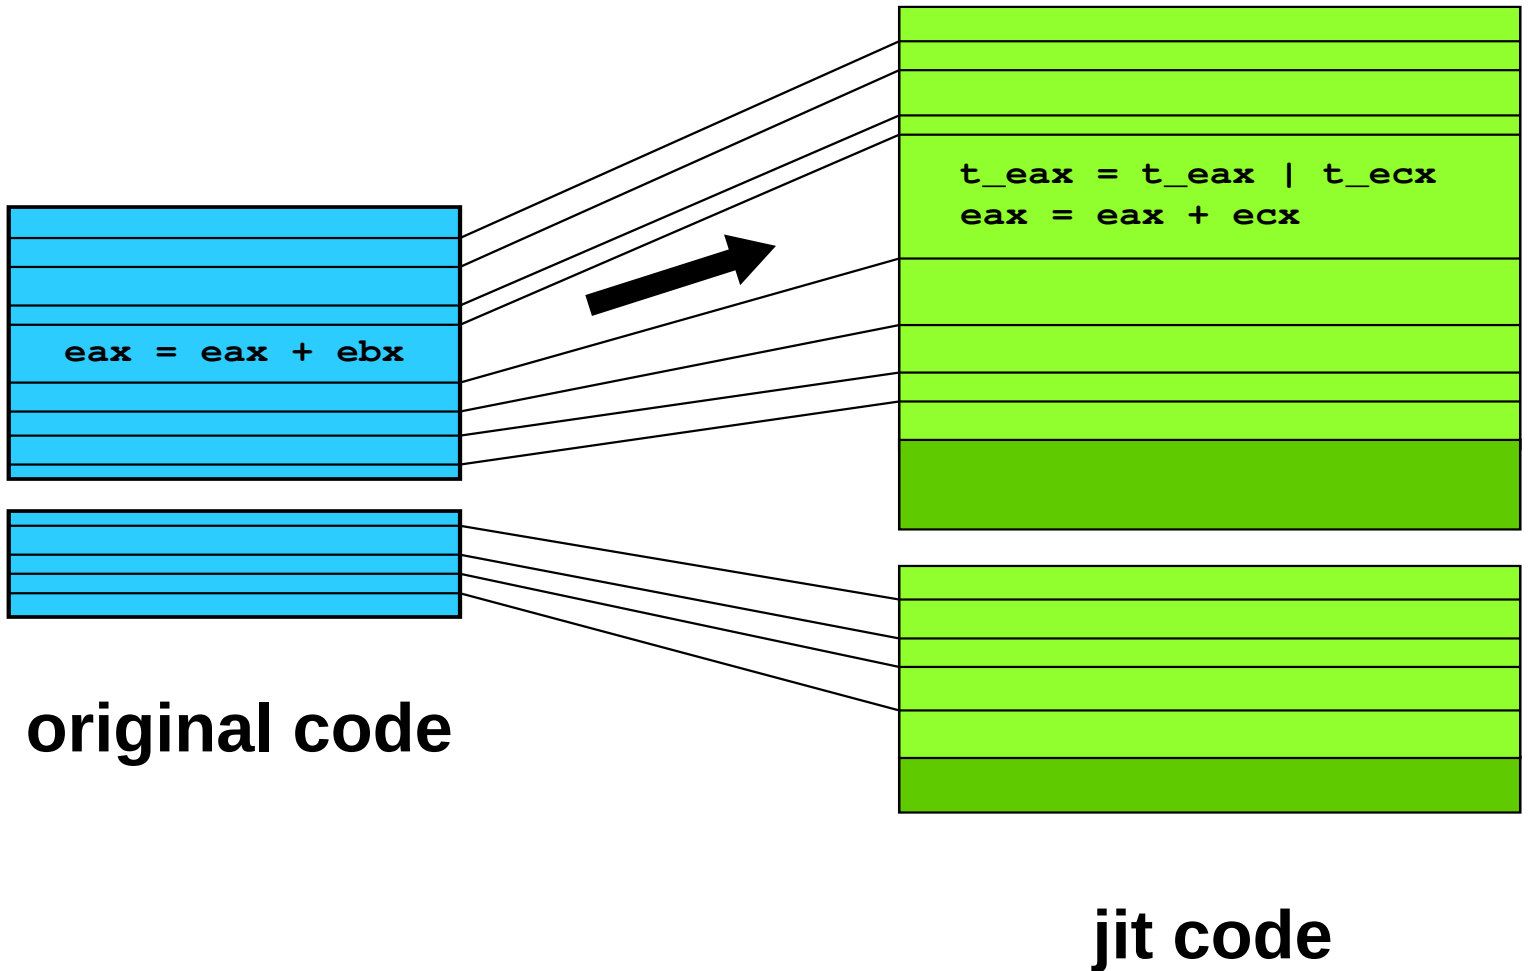 t_eax = t_eax | t_ecx
eax = eax + ecx
eax = eax + ebx
original code
jit code